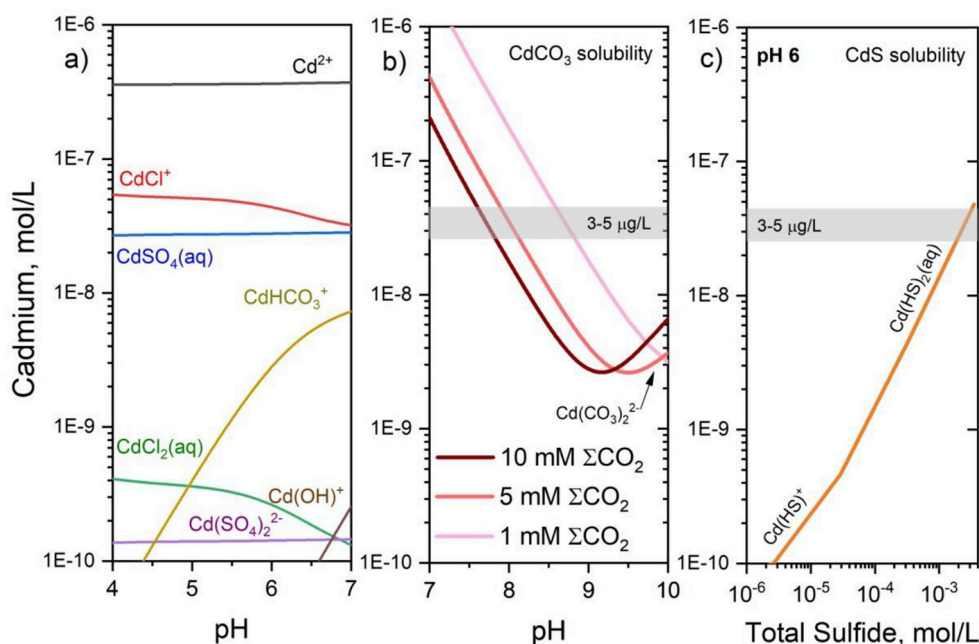 Cadmium, mol/L
1E-6
1E-7
1E-8
1E-9
1E-10
a)
Cd²⁺
CdCl⁺
CdSO₄(aq)
CdHCO₃⁺
CdCl₂(aq)
Cd(OH)⁺
Cd(SO₄)₂²⁻
4 5 6 7
pH
1E-6
1E-7
1E-8
1E-9
1E-10
b) CdCO₃ solubility
3-5 μg/L
Cd(CO₃)₂²⁻
10 mM ΣCO₂
5 mM ΣCO₂
1 mM ΣCO₂
7 8 9 10
pH
1E-6
1E-7
1E-8
1E-9
1E-10
pH 6 CdS solubility
c)
3-5 μg/L
Cd(HS)₂(aq)
Cd(HS)⁺
10⁻⁶ 10⁻⁵ 10⁻⁴ 10⁻³
Total Sulfide, mol/L